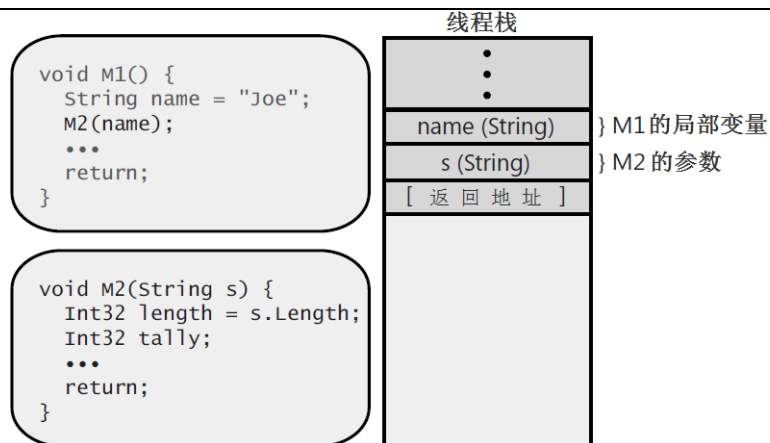 线程栈
void M1() {
String name = "Joe";
M2(name);
•••
return;
}
•
•
•
name (String)
} M1的局部变量
s (String)
} M2 的参数
[ 返 回 地 址 ]
void M2(String s) {
Int32 length = s.Length;
Int32 tally;
•••
return;
}